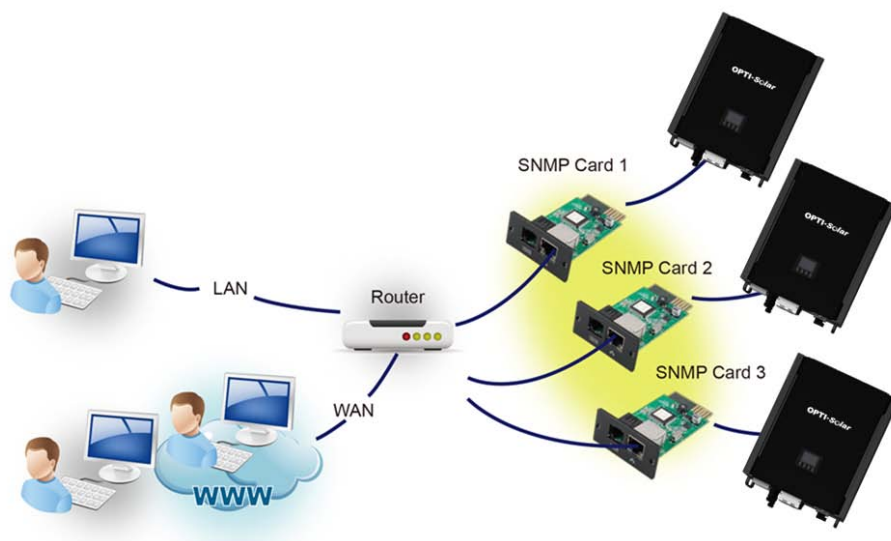 OPTI-Solar
SNMP Card 1
OPTI-Solar
SNMP Card 2
LAN
Router
SNMP Card 3
WAN
OPTI-Solar
www